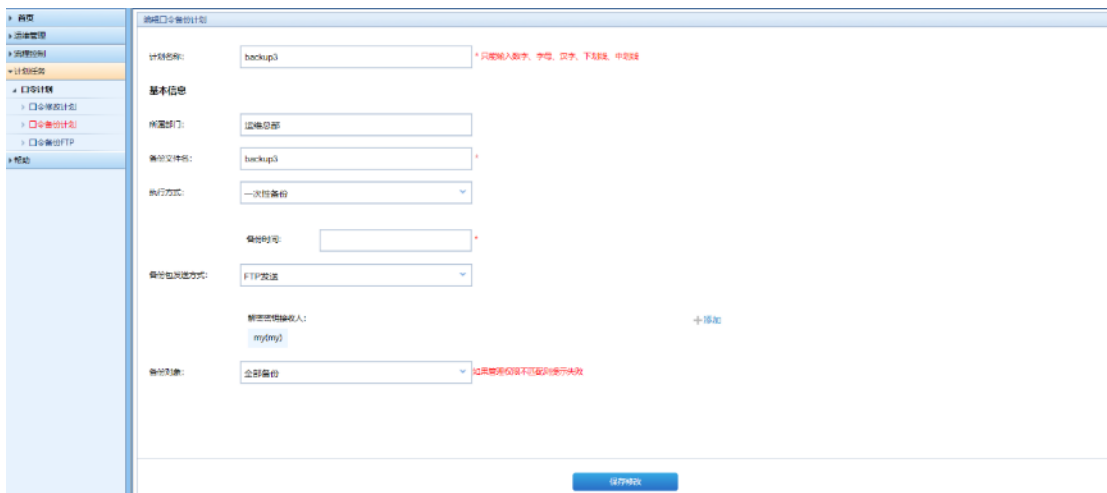 首页
运维管理
流程控制
计划任务
口令计划
口令修改计划
口令备份计划
口令备份FTP
帮助
编辑口令备份计划
计划名称: backup3 * 只能输入数字、字母、汉字、下划线、中划线
基本信息
所属部门: 运维总部
备份文件名: backup3 *
执行方式: 一次性备份
备份时间: *
备份包发送方式: FTP发送
解密密钥接收人: 添加
my(my)
备份对象: 全部备份 如果管理权限不匹配则提示失败
保存修改